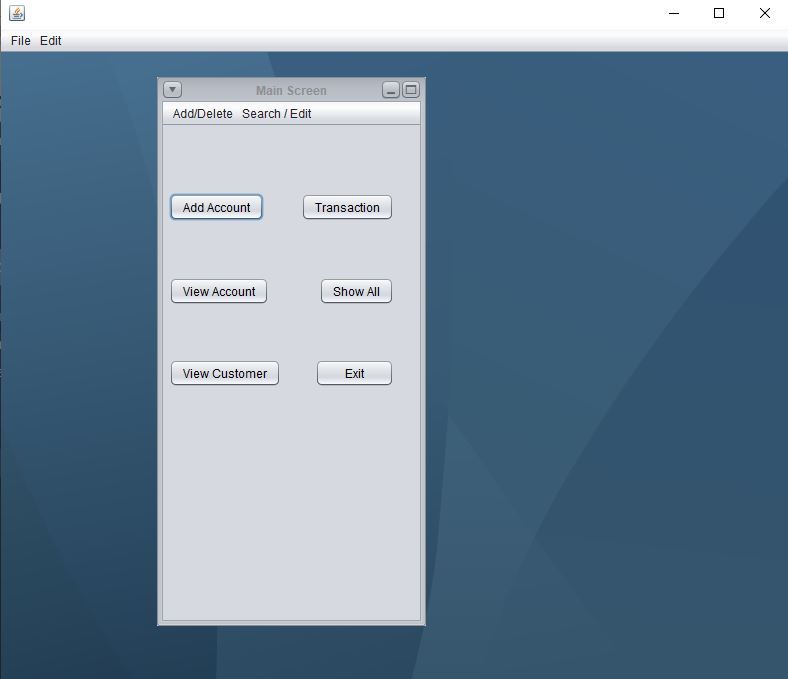 File Edit
Main Screen
Add/Delete Search / Edit
Add Account Transaction
View Account Show All
View Customer Exit